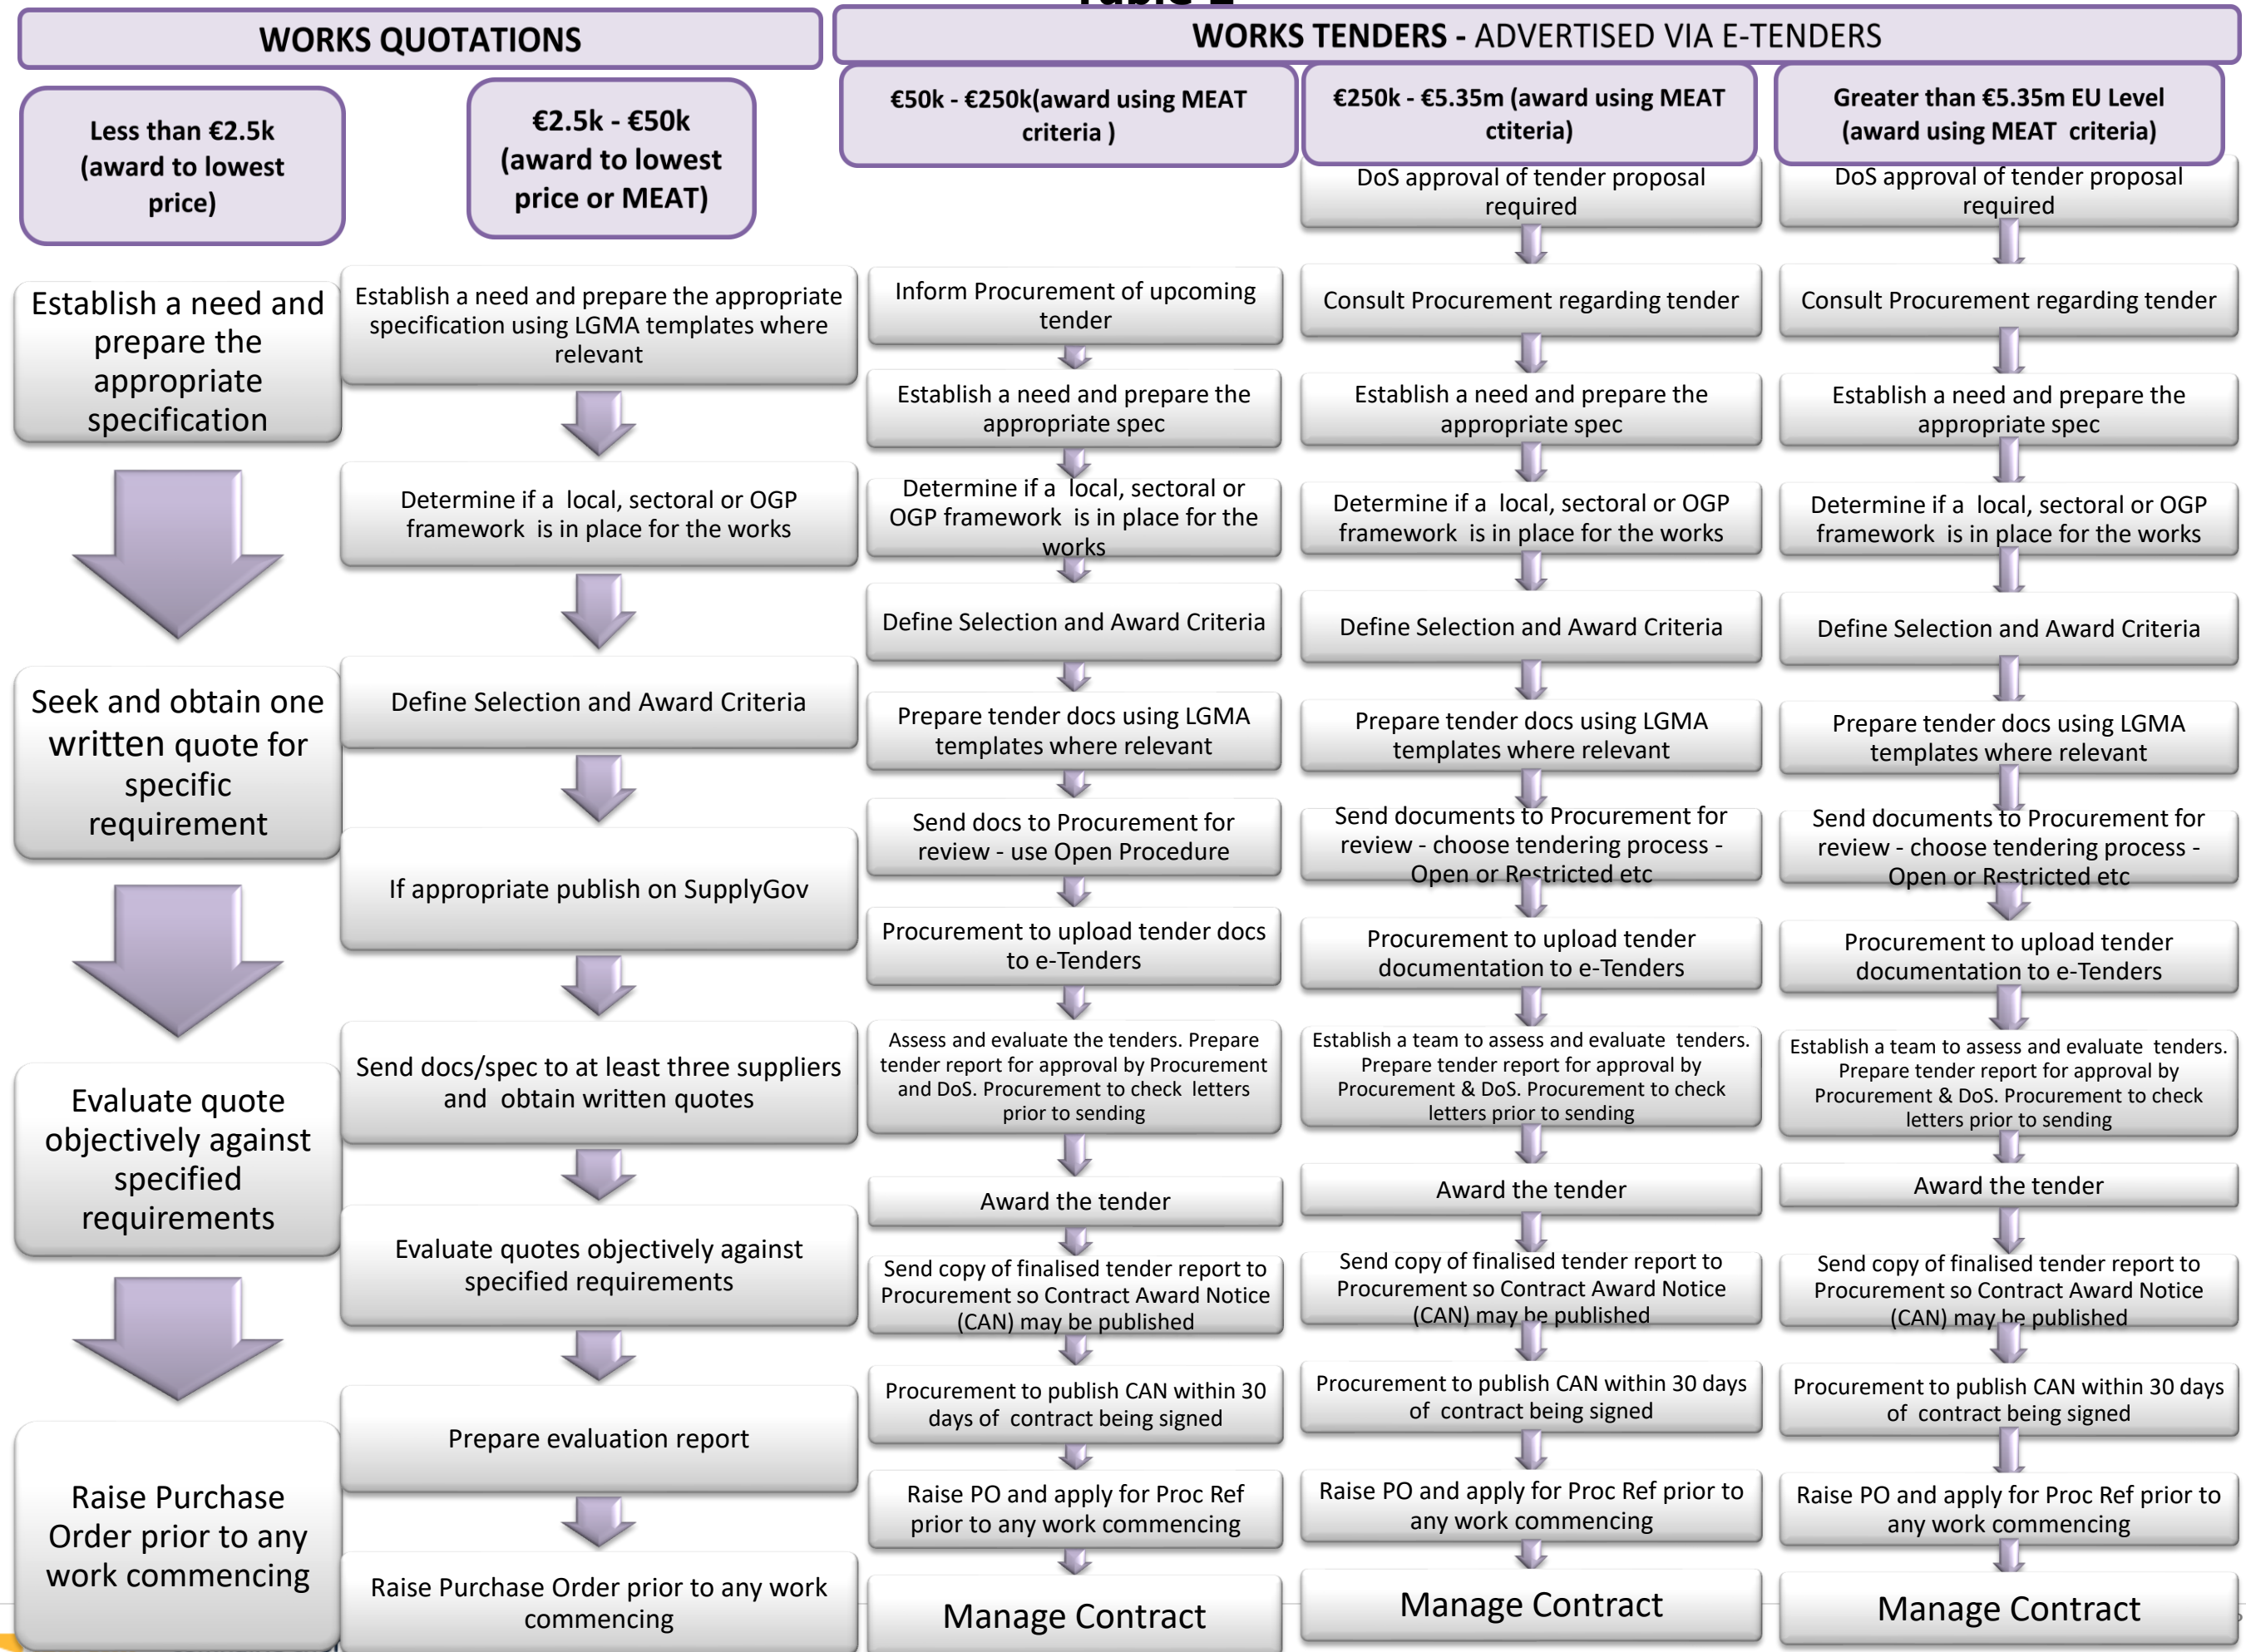 WORKS QUOTATIONS
Less than €2.5k
(award to lowest
price)
Establish a need and
prepare the
appropriate
specification
Seek and obtain one
written quote for
specific
requirement
Evaluate quote
objectively against
specified
requirements
Raise Purchase
Order prior to any
work commencing
€2.5k - €50k
(award to lowest
price or MEAT)
Establish a need and prepare the appropriate
specification using LGMA templates where
relevant
Determine if a local, sectoral or OGP
framework is in place for the works
Define Selection and Award Criteria
If appropriate publish on SupplyGov
Send docs/spec to at least three suppliers
and obtain written quotes
Evaluate quotes objectively against
specified requirements
Prepare evaluation report
Raise Purchase Order prior to any work
commencing
WORKS TENDERS - ADVERTISED VIA E-TENDERS
€50k - €250k(award using MEAT
criteria )
Inform Procurement of upcoming
tender
Establish a need and prepare the
appropriate spec
Determine if a local, sectoral or
OGP framework is in place for the
works
Define Selection and Award Criteria
Prepare tender docs using LGMA
templates where relevant
Send docs to Procurement for
review - use Open Procedure
Procurement to upload tender docs
to e-Tenders
Assess and evaluate the tenders. Prepare
tender report for approval by Procurement
and DoS. Procurement to check letters
prior to sending
Award the tender
Send copy of finalised tender report to
Procurement so Contract Award Notice
(CAN) may be published
Procurement to publish CAN within 30
days of contract being signed
Raise PO and apply for Proc Ref
prior to any work commencing
Manage Contract
€250k - €5.35m (award using MEAT
ctiteria)
DoS approval of tender proposal
required
Consult Procurement regarding tender
Establish a need and prepare the
appropriate spec
Determine if a local, sectoral or OGP
framework is in place for the works
Define Selection and Award Criteria
Prepare tender docs using LGMA
templates where relevant
Send documents to Procurement for
review - choose tendering process -
Open or Restricted etc
Procurement to upload tender
documentation to e-Tenders
Establish a team to assess and evaluate tenders.
Prepare tender report for approval by
Procurement & DoS. Procurement to check
letters prior to sending
Award the tender
Send copy of finalised tender report to
Procurement so Contract Award Notice
(CAN) may be published
Procurement to publish CAN within 30 days
of contract being signed
Raise PO and apply for Proc Ref prior to
any work commencing
Manage Contract
Greater than €5.35m EU Level
(award using MEAT criteria)
DoS approval of tender proposal
required
Consult Procurement regarding tender
Establish a need and prepare the
appropriate spec
Determine if a local, sectoral or OGP
framework is in place for the works
Define Selection and Award Criteria
Prepare tender docs using LGMA
templates where relevant
Send documents to Procurement for
review - choose tendering process -
Open or Restricted etc
Procurement to upload tender
documentation to e-Tenders
Establish a team to assess and evaluate tenders.
Prepare tender report for approval by
Procurement & DoS. Procurement to check
letters prior to sending
Award the tender
Send copy of finalised tender report to
Procurement so Contract Award Notice
(CAN) may be published
Procurement to publish CAN within 30 days
of contract being signed
Raise PO and apply for Proc Ref prior to
any work commencing
Manage Contract